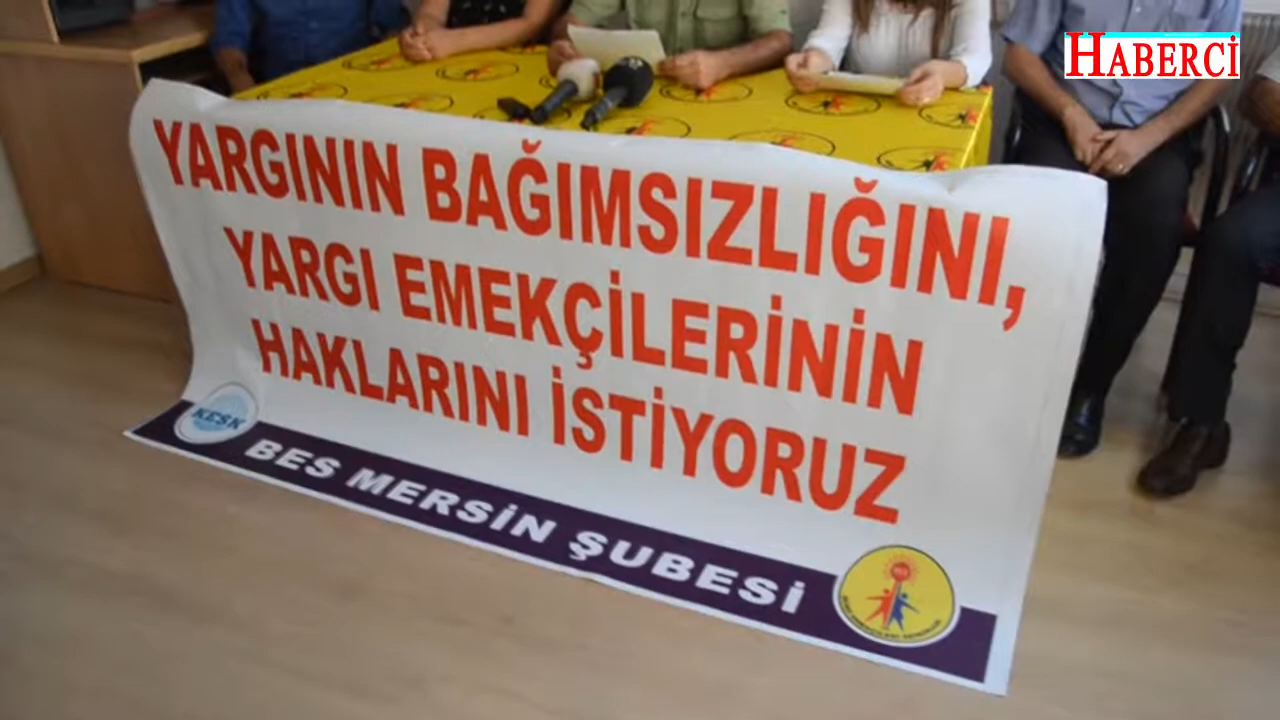 HABERCİ
YARGININ BAĞIMSIZLIĞINI,
YARGI EMEKÇİLERİNİN
HAKLARINI İSTİYORUZ
KESK
BES MERSİN ŞUBESİ